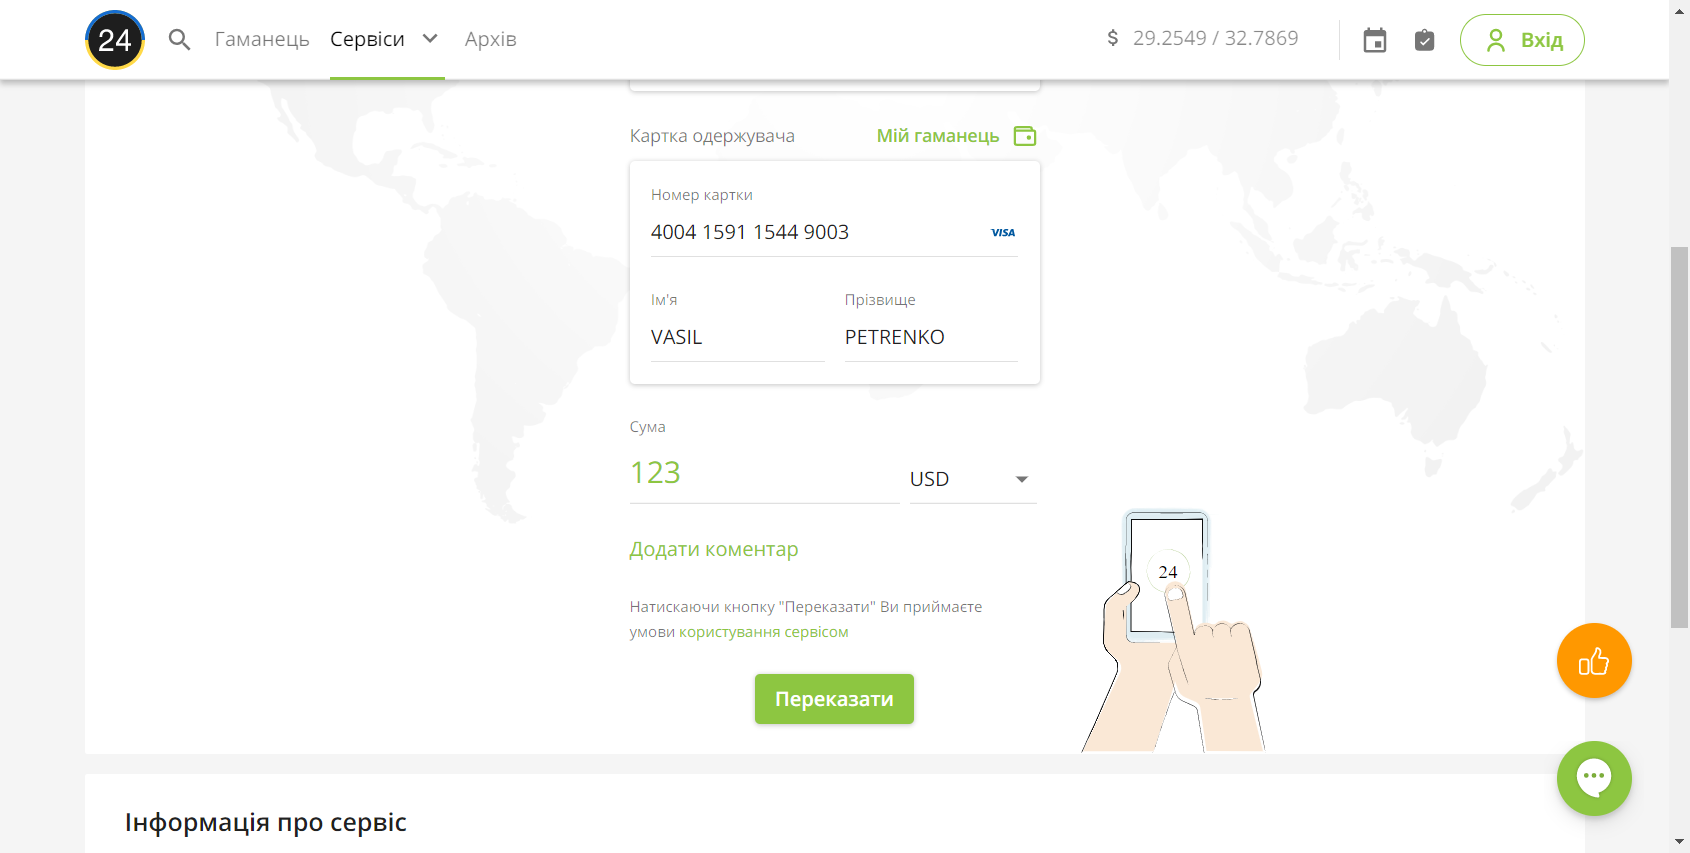 24
Гаманець
Сервіси
Архів
$ 29.2549 / 32.7869
Вхід
Картка одержувача
Мій гаманець
Номер картки
4004 1591 1544 9003
VISA
Ім'я
Прізвище
VASIL
PETRENKO
Сума
123
USD
Додати коментар
24
Натискаючи кнопку "Переказати" Ви приймаєте
умови користування сервісом
Переказати
Інформація про сервіс